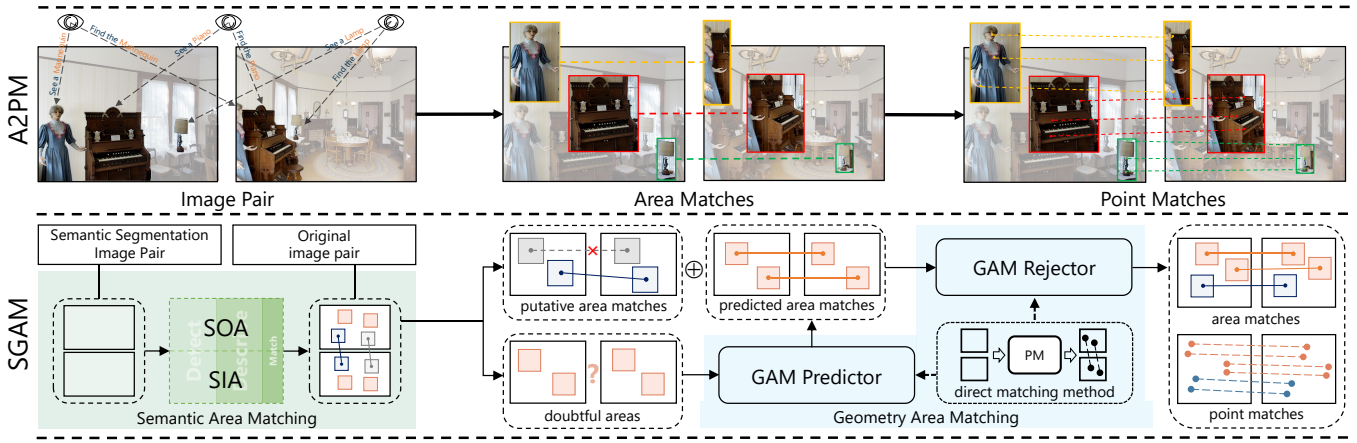 A2PM
See a Mannequin
Find the Mannequin
See a Piano
Find the Piano
See a Lamp
Find the Lamp
Image Pair
Area Matches
Point Matches
SGAM
Semantic Segmentation
Image Pair
Original
image pair
Detect
Describe
Match
SOA
SIA
Semantic Area Matching
putative area matches
predicted area matches
doubtful areas
?
GAM Predictor
GAM Rejector
PM
direct matching method
Geometry Area Matching
area matches
point matches